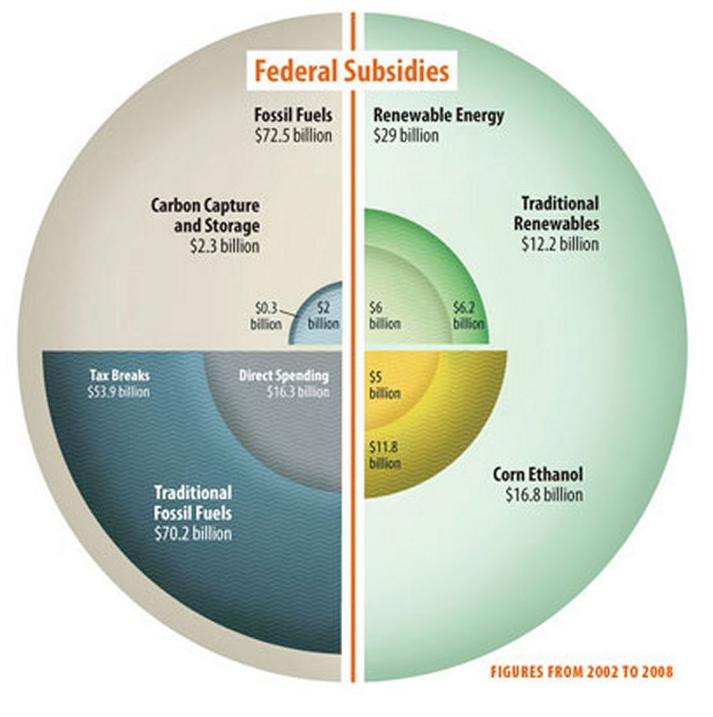 Federal Subsidies
Fossil Fuels
$72.5 billion
Carbon Capture
and Storage
$2.3 billion
$0.3
billion
$2
billion
Tax Breaks
$53.9 billion
Direct Spending
$16.3 billion
Traditional
Fossil Fuels
$70.2 billion
Renewable Energy
$29 billion
Traditional
Renewables
$12.2 billion
$6
billion
$6.2
billion
$5
billion
$11.8
billion
Corn Ethanol
$16.8 billion
FIGURES FROM 2002 TO 2008